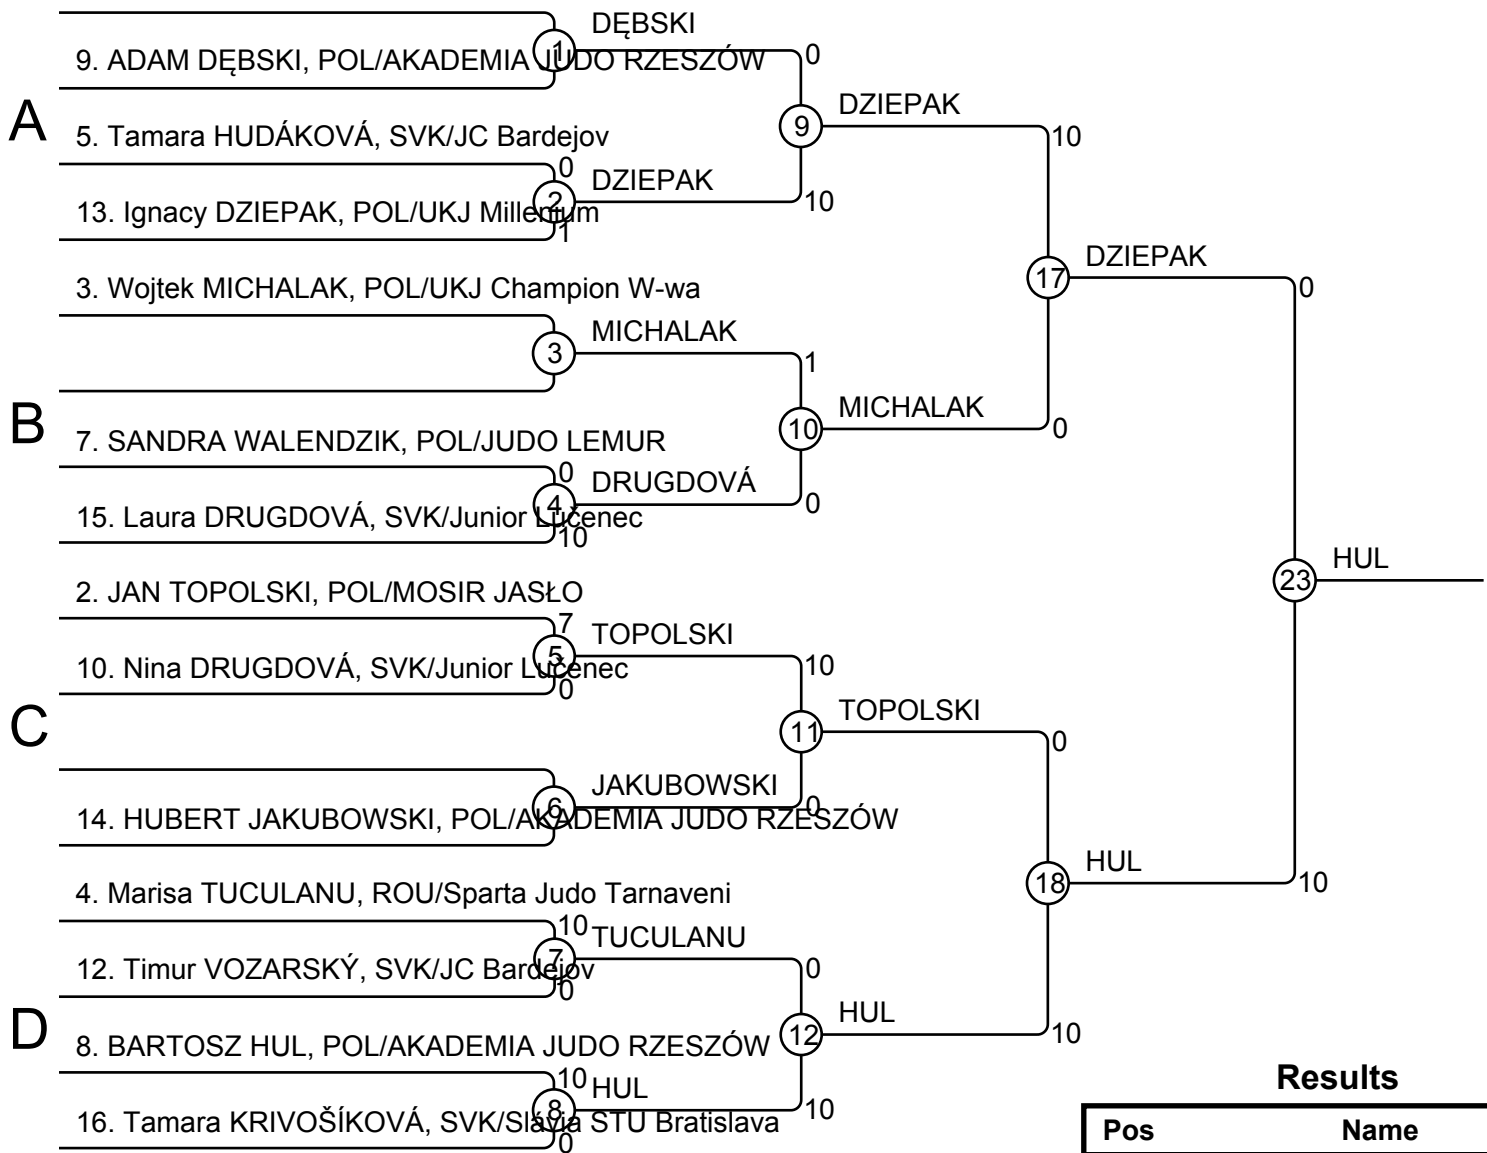 DĘBSKI
1
0
9. ADAM DĘBSKI, POL/AKADEMIA JUDO RZESZÓW
DZIEPAK
A
9
5. Tamara HUDÁKOVÁ, SVK/JC Bardejov
10
0
DZIEPAK
2
10
13. Ignacy DZIEPAK, POL/UKJ Millenium
1
DZIEPAK
17
3. Wojtek MICHALAK, POL/UKJ Champion W-wa
0
MICHALAK
3
1
MICHALAK
B
10
0
7. SANDRA WALENDZIK, POL/JUDO LEMUR
0
DRUGDOVÁ
4
0
15. Laura DRUGDOVÁ, SVK/Junior Lučenec
10
HUL
23
2. JAN TOPOLSKI, POL/MOSIR JASŁO
7
TOPOLSKI
5
10
10. Nina DRUGDOVÁ, SVK/Junior Lučenec
0
TOPOLSKI
C
11
0
JAKUBOWSKI
6
0
14. HUBERT JAKUBOWSKI, POL/AKADEMIA JUDO RZESZÓW
HUL
18
10
4. Marisa TUCULANU, ROU/Sparta Judo Tarnaveni
10
TUCULANU
7
0
12. Timur VOZARSKÝ, SVK/JC Bardejov
0
HUL
D
12
10
8. BARTOSZ HUL, POL/AKADEMIA JUDO RZESZÓW
10
HUL
8
10
16. Tamara KRIVOŠÍKOVÁ, SVK/Slávia STU Bratislava
0
Results
Pos Name